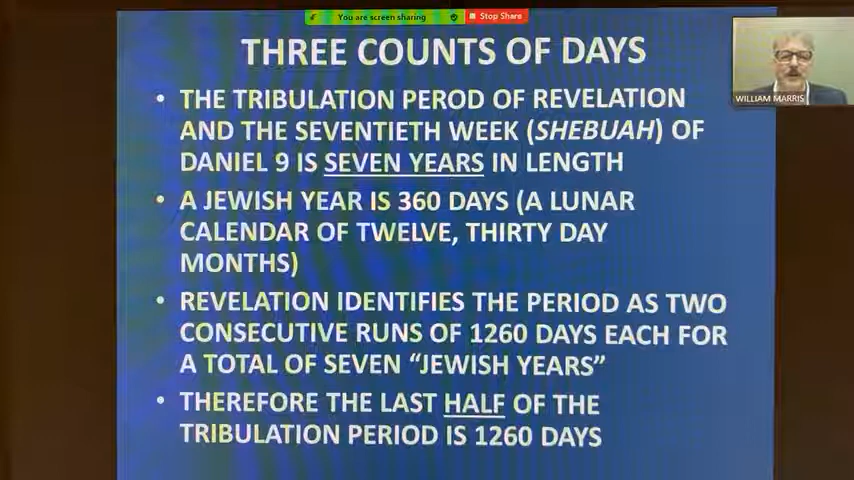 You are screen sharing
Stop Share
THREE COUNTS OF DAYS
WILLIAM MARRIS
• THE TRIBULATION PEROD OF REVELATION
AND THE SEVENTIETH WEEK (SHEBUAH) OF
DANIEL 9 IS SEVEN YEARS IN LENGTH
• A JEWISH YEAR IS 360 DAYS (A LUNAR
CALENDAR OF TWELVE, THIRTY DAY
MONTHS)
• REVELATION IDENTIFIES THE PERIOD AS TWO
CONSECUTIVE RUNS OF 1260 DAYS EACH FOR
A TOTAL OF SEVEN “JEWISH YEARS”
• THEREFORE THE LAST HALF OF THE
TRIBULATION PERIOD IS 1260 DAYS